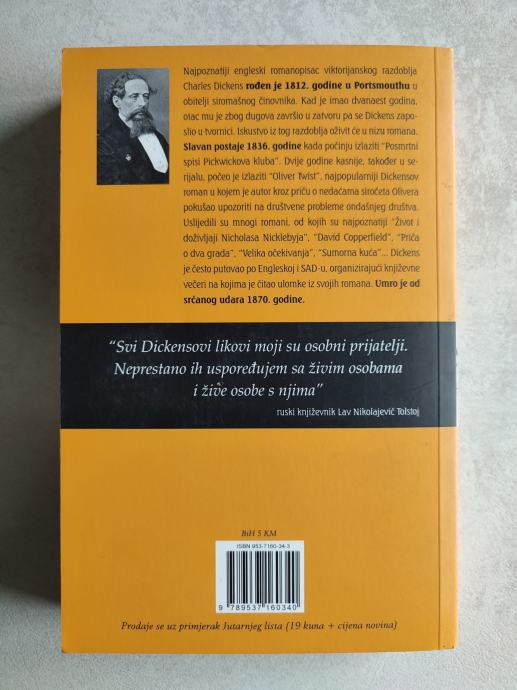 Najpoznatiji engleski romanopisac viktorijanskog razdoblja
Charles Dickens rođen je 1812. godine u Portsmouthu u
obitelji siromašnog činovnika. Kad je imao dvanaest godina,
otac mu je zbog dugova završio u zatvoru pa se Dickens zapo-
slio u tvornici. Iskustvo iz tog razdoblja oživit će u nizu romana.
Slavan postaje 1836. godine kada počinju izlaziti “Posmrtni
spisi Pickwickova kluba”. Dvije godine kasnije, također u se-
rijalu, počeo je izlaziti “Oliver Twist”, najpopularniji Dickensov
roman u kojem je autor kroz priču o nedaćama siročeta Olivera
pokušao upozoriti na društvene probleme ondašnjeg društva.
Uslijedili su mnogi romani, od kojih su najpoznatiji “Život i
doživljaji Nicholasa Nicklebyja”, “David Copperfield”, “Priča
o dva grada”, “Velika očekivanja”, “Sumorna kuća”... Dickens
je često putovao po Engleskoj i SAD-u, organizirajući književne
večeri na kojima je čitao ulomke iz svojih romana. Umro je od
srčanog udara 1870. godine.
“Svi Dickensovi likovi moji su osobni prijatelji.
Neprestano ih uspoređujem sa živim osobama
i žive osobe s njima”
ruski književnik Lav Nikolajevič Tolstoj
BiH 5 KM
ISBN 953-7160-34-3
9 789537 160340
Prodaje se uz primjerak Jutarnjeg lista (19 kuna + cijena novina)